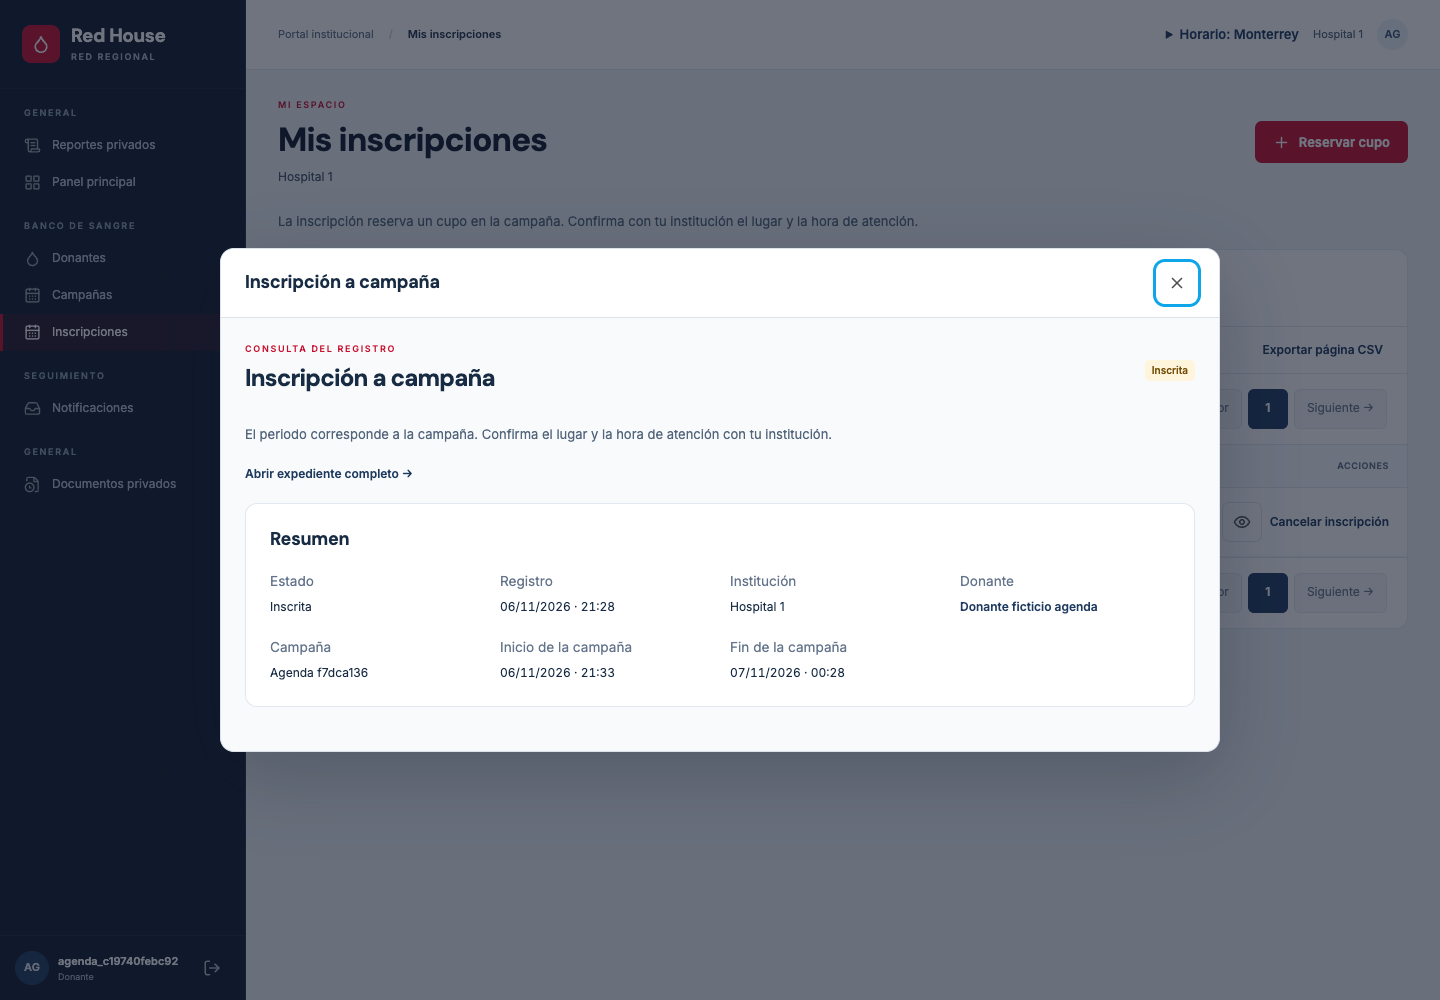 Red House
RED REGIONAL
GENERAL
Reportes privados
Panel principal
BANCO DE SANGRE
Donantes
Campañas
Inscripciones
SEGUIMIENTO
Notificaciones
GENERAL
Documentos privados
AG
agenda_c19740febc92
Donante
Portal institucional / Mis inscripciones
Horario: Monterrey
Hospital 1
AG
MI ESPACIO
Mis inscripciones
Hospital 1
Reservar cupo
La inscripción reserva un cupo en la campaña. Confirma con tu institución el lugar y la hora de atención.
Exportar página CSV
1
Siguiente →
ACCIONES
Cancelar inscripción
1
Siguiente →
Inscripción a campaña
CONSULTA DEL REGISTRO
Inscripción a campaña
Inscrita
El periodo corresponde a la campaña. Confirma el lugar y la hora de atención con tu institución.
Abrir expediente completo →
Resumen
Estado
Inscrita
Registro
06/11/2026 · 21:28
Institución
Hospital 1
Donante
Donante ficticio agenda
Campaña
Agenda f7dca136
Inicio de la campaña
06/11/2026 · 21:33
Fin de la campaña
07/11/2026 · 00:28